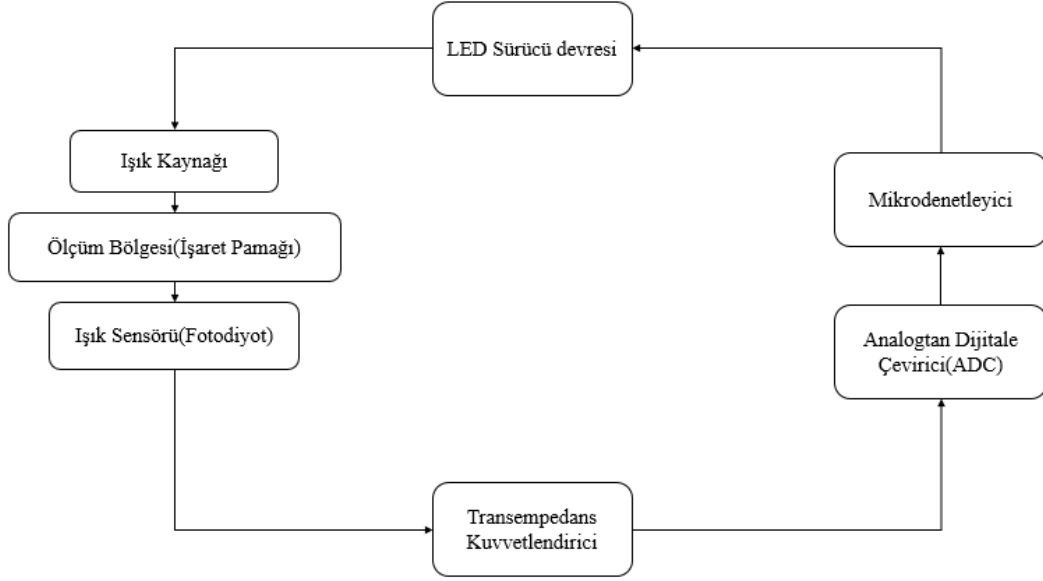 LED Sürücü devresi
Işık Kaynağı
Mikrodenetleyici
Ölçüm Bölgesi(İşaret Pamağı)
Işık Sensörü(Fotodiyot)
Analogtan Dijitale
Çevirici(ADC)
Transempedans
Kuvvetlendirici